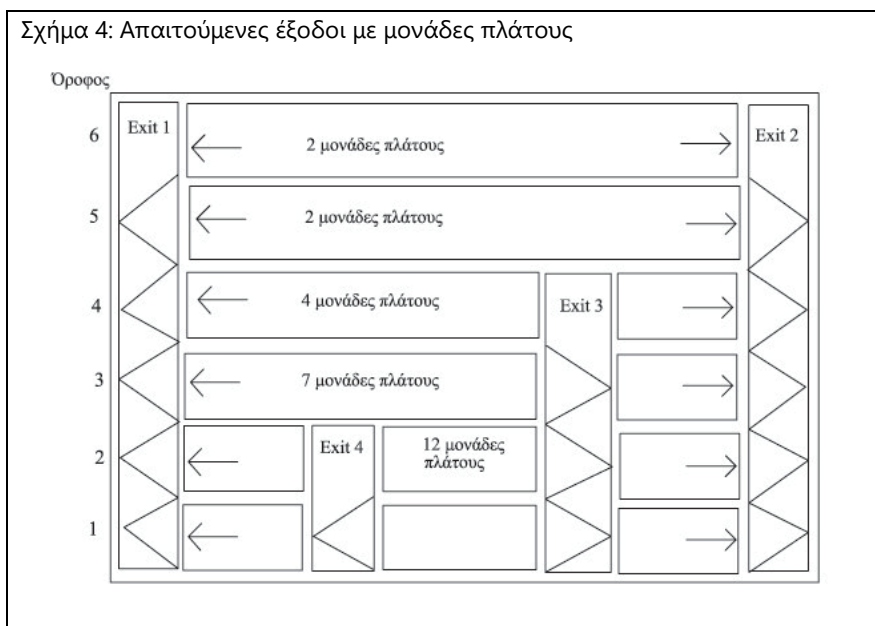 Σχήμα 4: Απαιτούμενες έξοδοι με μονάδες πλάτους
Όροφος
6
Exit 1
2 μονάδες πλάτους
Exit 2
5
2 μονάδες πλάτους
4
4 μονάδες πλάτους
Exit 3
3
7 μονάδες πλάτους
2
Exit 4
12 μονάδες
πλάτους
1